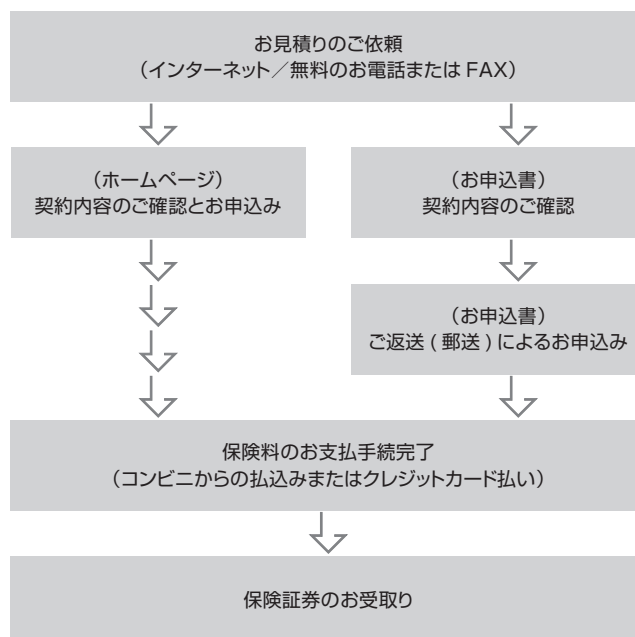 お見積りのご依頼
（インターネット／無料のお電話または FAX）
（ホームページ）
契約内容のご確認とお申込み
（お申込書）
契約内容のご確認
（お申込書）
ご返送 ( 郵送 ) によるお申込み
保険料のお支払手続完了
（コンビニからの払込みまたはクレジットカード払い）
保険証券のお受取り